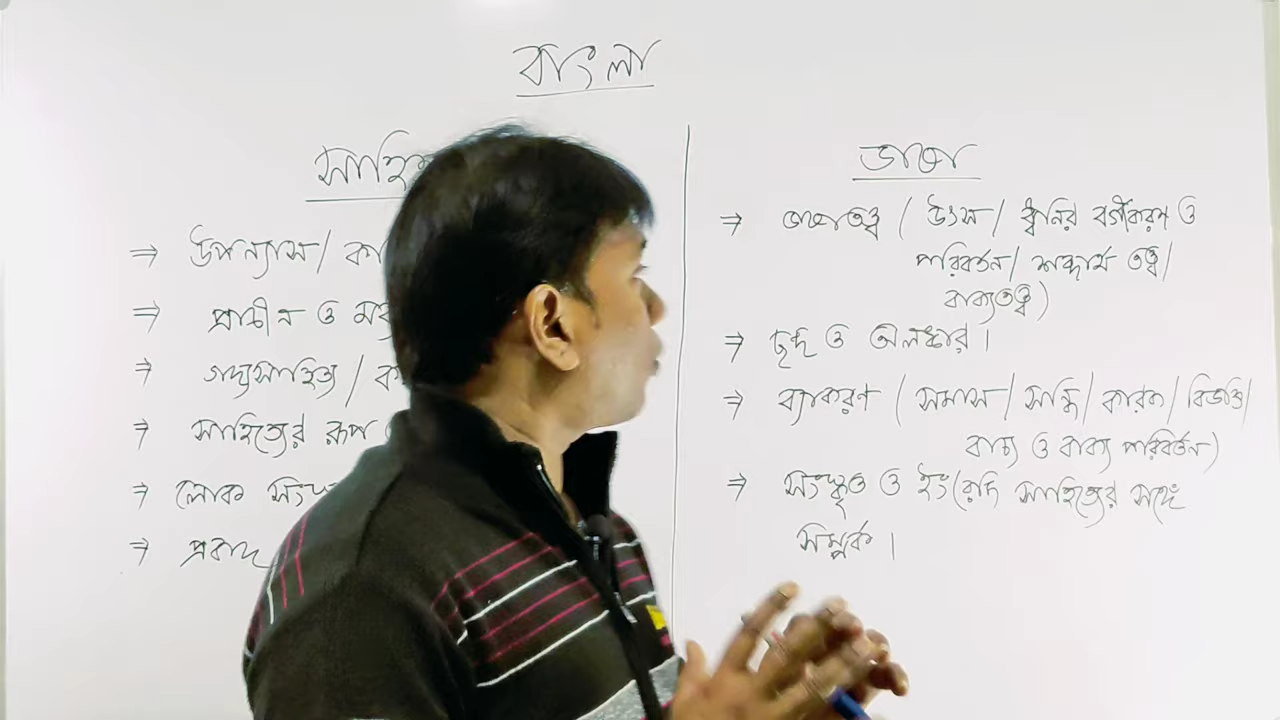 বাংলা
উপন্যাস/
প্রাচীন ও
গদ্যসাহিত্য/
সাহিত্যের রূপ
লোক
প্রবাদ
ভাষা
⇒ ভাষাতত্ত্ব (উৎস/ ধ্বনির বর্গীকরণ ও
পরিবর্তন/ শব্দার্থ তত্ত্ব/
বাক্যতত্ত্ব)
⇒ ছন্দ ও অলঙ্কার।
⇒ ব্যাকরণ (সমাস/ সন্ধি/ কারক/ বিভক্তি/
বাচ্য ও বাক্য পরিবর্তন)
⇒ সংস্কৃত ও ইংরেজি সাহিত্যের সঙ্গে
সম্পর্ক।